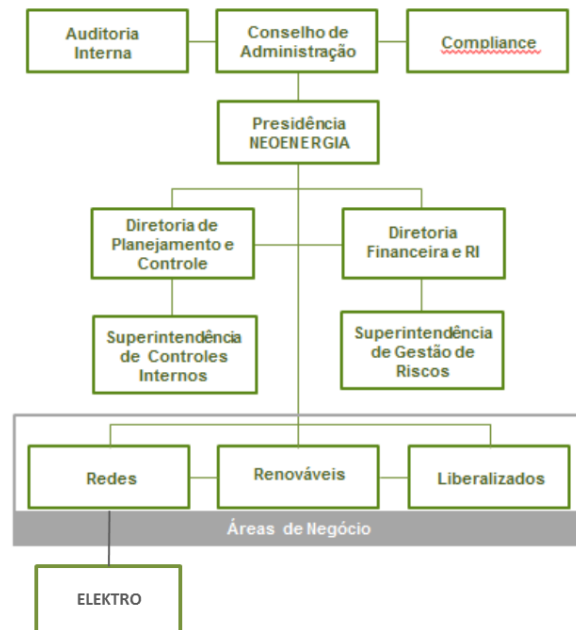 Auditoria
Interna
Conselho de
Administração
Compliance
Presidência
NEOENERGIA
Diretoria de
Planejamento e
Controle
Diretoria
Financeira e RI
Superintendência
de Controles
Internos
Superintendência
de Gestão de
Riscos
Redes
Renováveis
Liberalizados
Áreas de Negócio
ELEKTRO